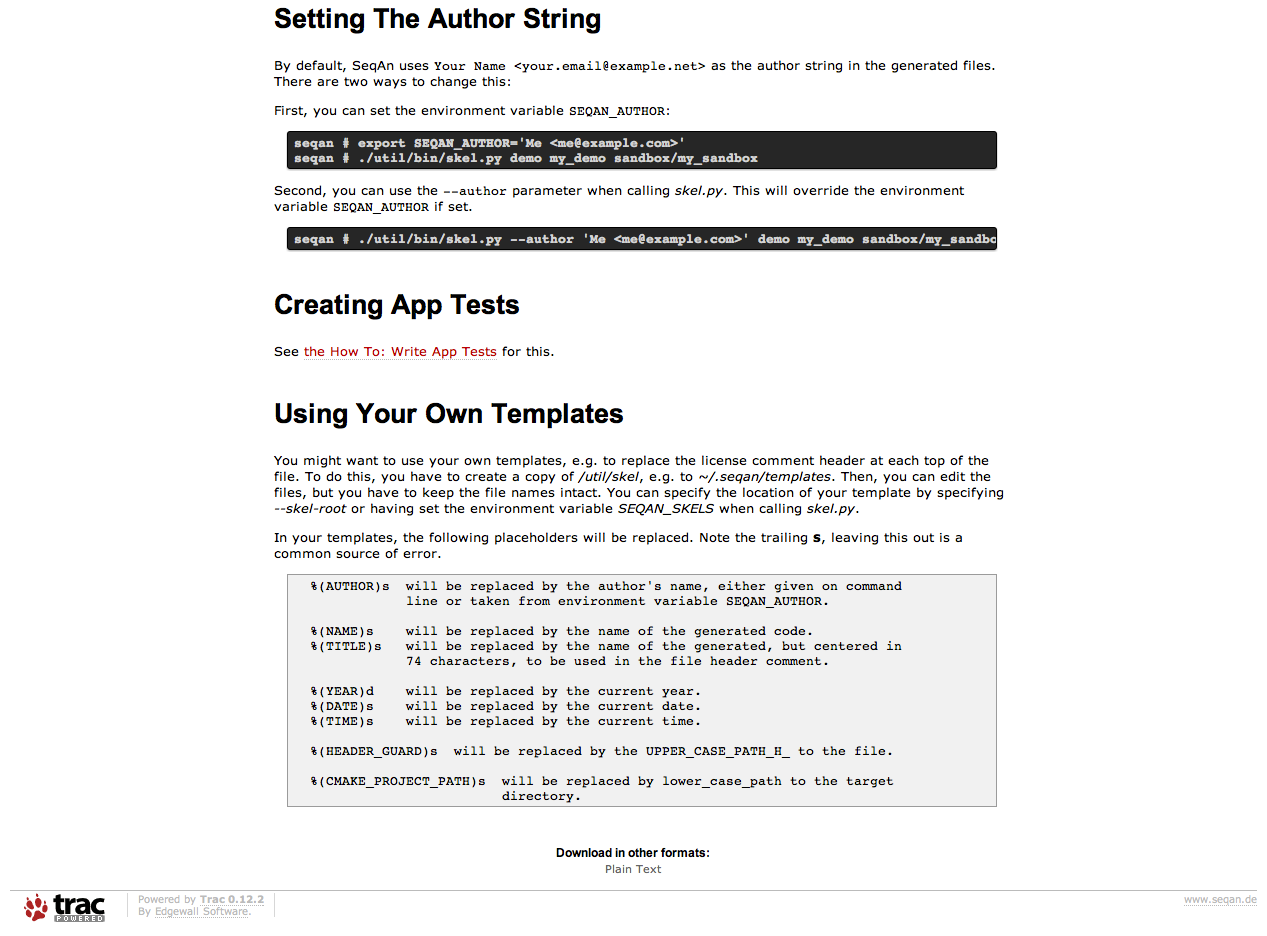 Setting The Author String
By default, SeqAn uses Your Name <your.email@example.net> as the author string in the generated files.
There are two ways to change this:
First, you can set the environment variable SEQAN_AUTHOR:
seqan # export SEQAN_AUTHOR='Me <me@example.com>'
seqan # ./util/bin/skel.py demo my_demo sandbox/my_sandbox
Second, you can use the --author parameter when calling skel.py. This will override the environment
variable SEQAN_AUTHOR if set.
seqan # ./util/bin/skel.py --author 'Me <me@example.com>' demo my_demo sandbox/my_sandbo
Creating App Tests
See the How To: Write App Tests for this.
Using Your Own Templates
You might want to use your own templates, e.g. to replace the license comment header at each top of the
file. To do this, you have to create a copy of /util/skel, e.g. to ~/.seqan/templates. Then, you can edit the
files, but you have to keep the file names intact. You can specify the location of your template by specifying
--skel-root or having set the environment variable SEQAN_SKELS when calling skel.py.
In your templates, the following placeholders will be replaced. Note the trailing s, leaving this out is a
common source of error.
%(AUTHOR)s will be replaced by the author's name, either given on command
line or taken from environment variable SEQAN_AUTHOR.
%(NAME)s will be replaced by the name of the generated code.
%(TITLE)s will be replaced by the name of the generated, but centered in
74 characters, to be used in the file header comment.
%(YEAR)d will be replaced by the current year.
%(DATE)s will be replaced by the current date.
%(TIME)s will be replaced by the current time.
%(HEADER_GUARD)s will be replaced by the UPPER_CASE_PATH_H_ to the file.
%(CMAKE_PROJECT_PATH)s will be replaced by lower_case_path to the target
directory.
Download in other formats:
Plain Text
trac
POWERED
Powered by Trac 0.12.2
By Edgewall Software.
www.seqan.de